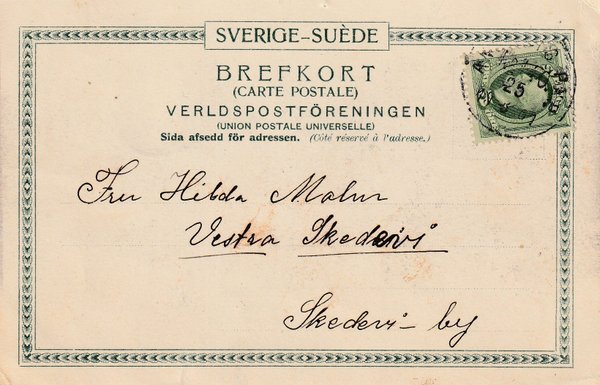 SVERIGE-SUÈDE
BREFKORT
(CARTE POSTALE)
VERLDSPOSTFÖRENINGEN
(UNION POSTALE UNIVERSELLE)
Sida afsedd för adressen. (Côté réservé à l'adresse.)
25
Fru Hilda Malm
Vestra Skedevi
Skedevi- by